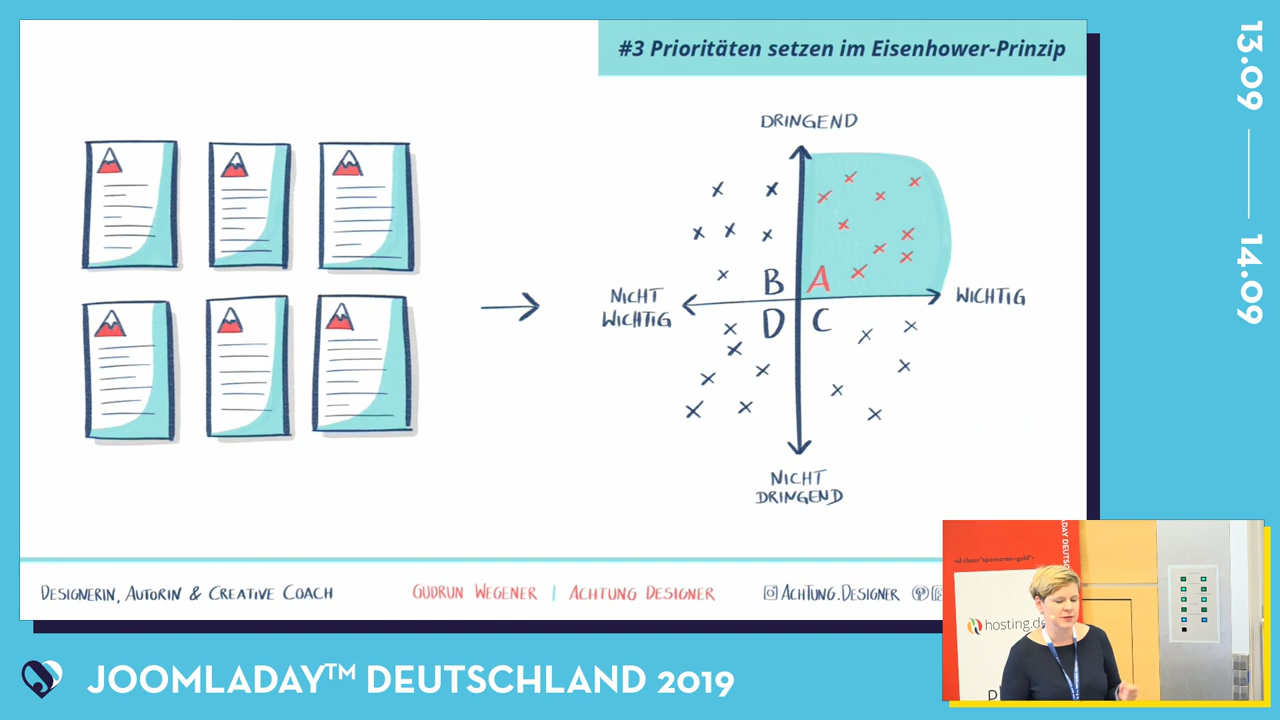 #3 Prioritäten setzen im Eisenhower-Prinzip
DRINGEND
B A
NICHT
WICHTIG
WICHTIG
D C
NICHT
DRINGEND
DESIGNERIN, AUTORIN & CREATIVE COACH
GUDRUN WEGENER | ACHTUNG DESIGNER
ACHTUNG.DESIGNER
13.09
14.09
hosting.de
JOOMLADAY™ DEUTSCHLAND 2019